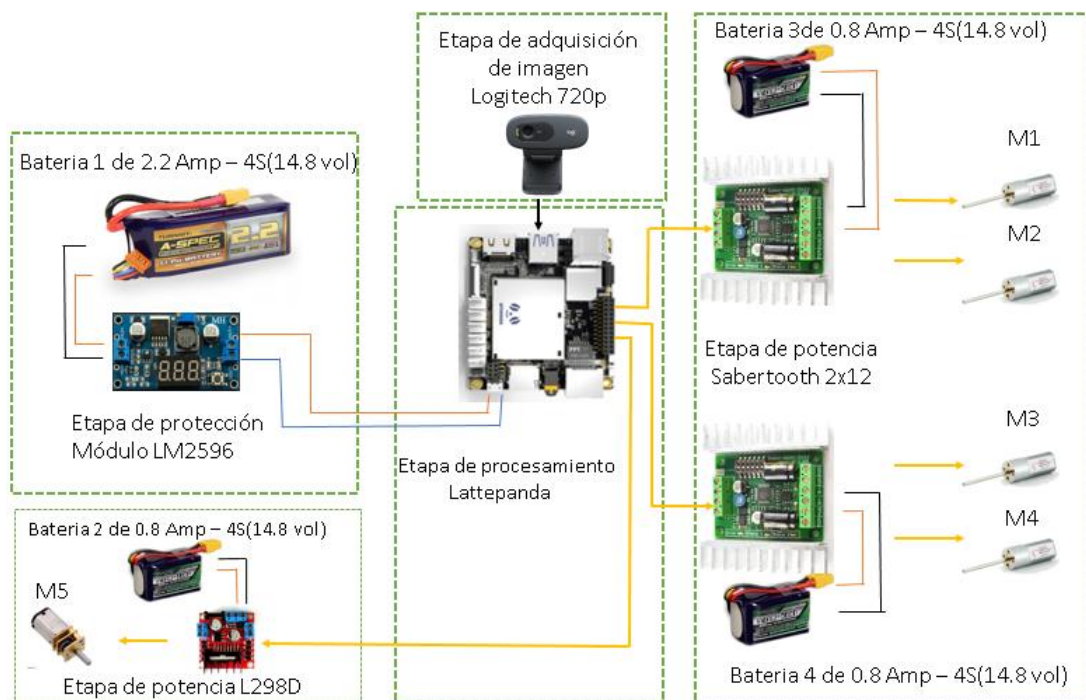 Etapa de adquisición
de imagen
Logitech 720p
Bateria 3de 0.8 Amp – 4S(14.8 vol)
M1
M2
Bateria 1 de 2.2 Amp – 4S(14.8 vol)
A-SPEC
2.2
Etapa de protección
Módulo LM2596
Etapa de procesamiento
Lattepanda
Etapa de potencia
Sabertooth 2x12
M3
M4
Bateria 2 de 0.8 Amp – 4S(14.8 vol)
M5
Etapa de potencia L298D
Bateria 4 de 0.8 Amp – 4S(14.8 vol)